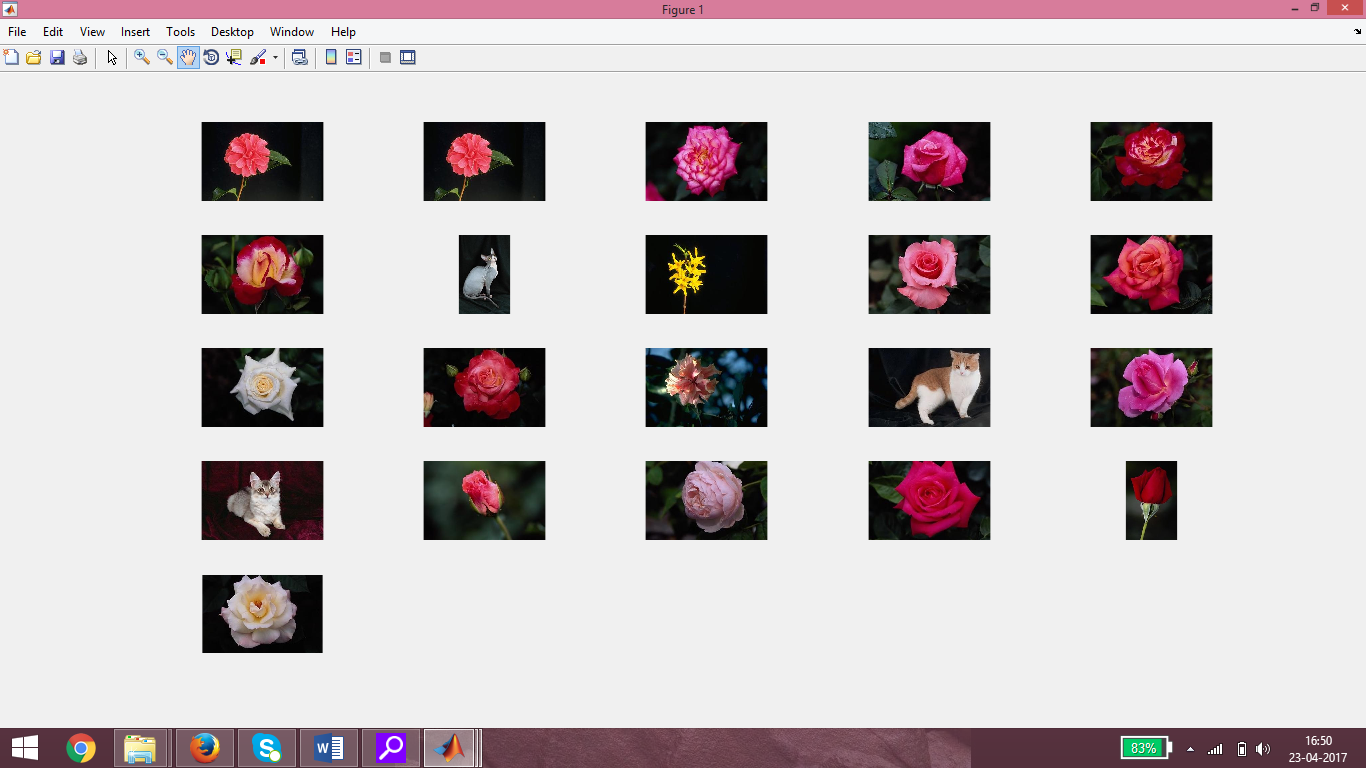 Figure 1
File Edit View Insert Tools Desktop Window Help
83% 16:50
23-04-2017